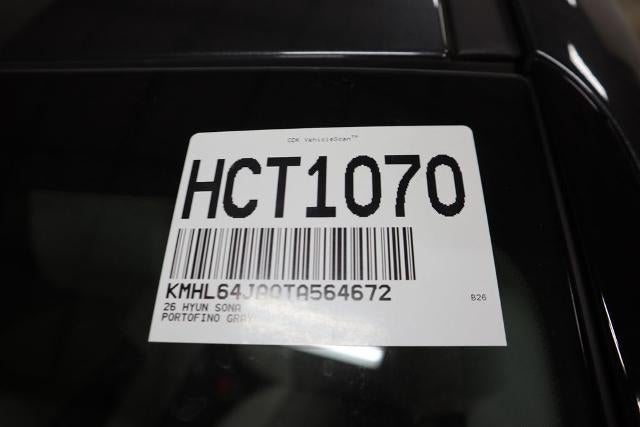 CDK VehicleScan™
HCT1070
KMHL64JA0TA564672
26 HYUN SONA
PORTOFINO GRAY
B26